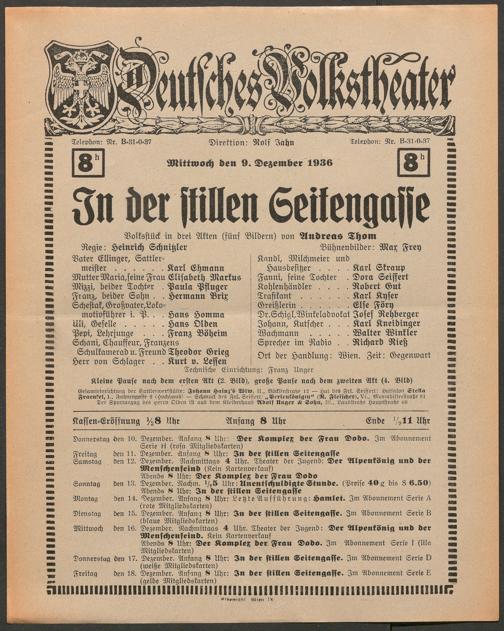 Deutsches Volkstheater
Telephon: Nr. B-31-0-37 Direktion: Rolf Jahn Telephon: Nr. B-31-0-37
8h Mittwoch den 9. Dezember 1936 8h
In der stillen Seitengasse
Volksstück in drei Akten (fünf Bildern) von Andreas Thom
Regie: Heinrich Schnitzler Bühnenbilder: Max Frey
Vater Ellinger, Sattler-
meister . . . . . . Karl Ehmann
Mutter Marie, seine Frau Elisabeth Markus
Mizzi, beider Tochter . Paula Pfluger
Franz, beider Sohn . . Hermann Brix
Schestak, Großvater, Loko-
motivführer i. P. . . Hans Homma
Uli, Geselle . . . . Hans Olden
Pepi, Lehrjunge . . . Franz Böheim
Schani, Chauffeur, Franzens
Schulkamerad u. Freund Theodor Grieg
Herr von Schlager . . Kurt v. Lessen
Kandl, Milchmeier und
Hausbesitzer . . . . Karl Skraup
Fanni, seine Tochter . . Dora Seiffert
Kohlenhändler . . . . Robert Gut
Trafikant . . . . . Karl Kyser
Greißlerin . . . . . Else Föry
Dr. Schigl, Winkeladvokat Josef Rehberger
Johann, Kutscher . . . Karl Kneidinger
Wachmann . . . . . Walter Winkler
Sprecher im Radio . . Richard Rieß
Ort der Handlung: Wien. Zeit: Gegenwart
Technische Einrichtung: Franz Unger
Kleine Pause nach dem ersten Akt (2. Bild), große Pause nach dem zweiten Akt (4. Bild)
Kassen-Eröffnung ½8 Uhr Anfang 8 Uhr Ende ½11 Uhr
Donnerstag den 10. Dezember. Anfang 8 Uhr: Der Komplex der Frau Dodo. Im Abonnement
Serie H (rosa Mitgliedskarten)
Freitag den 11. Dezember. Anfang 8 Uhr: In der stillen Seitengasse
Samstag den 12. Dezember. Nachmittags 4 Uhr. Theater der Jugend: Der Alpenkönig und der
Menschenfeind (Kein Kartenverkauf)
Abends 8 Uhr: Der Komplex der Frau Dodo
Sonntag den 13. Dezember. Nachm. ½5 Uhr: Unentschuldigte Stunde. (Preise 40 g bis S 6.50)
Abends 8 Uhr: In der stillen Seitengasse
Montag den 14. Dezember. Anfang 8 Uhr: Letzte Aufführung: Hamlet. Im Abonnement Serie A
(rote Mitgliedskarten)
Dienstag den 15. Dezember. Anfang 8 Uhr: In der stillen Seitengasse. Im Abonnement Serie B
(blaue Mitgliedskarten)
Mittwoch den 16. Dezember. Nachmittags 4 Uhr. Theater der Jugend: Der Alpenkönig und der
Menschenfeind. Kein Kartenverkauf
Abends 8 Uhr: Der Komplex der Frau Dodo. Im Abonnement Serie I (lila
Mitgliedskarten)
Donnerstag den 17. Dezember. Anfang 8 Uhr: In der stillen Seitengasse. Im Abonnement Serie D
(weiße Mitgliedskarten)
Freitag den 18. Dezember. Anfang 8 Uhr: In der stillen Seitengasse. Im Abonnement Serie E
(gelbe Mitgliedskarten)